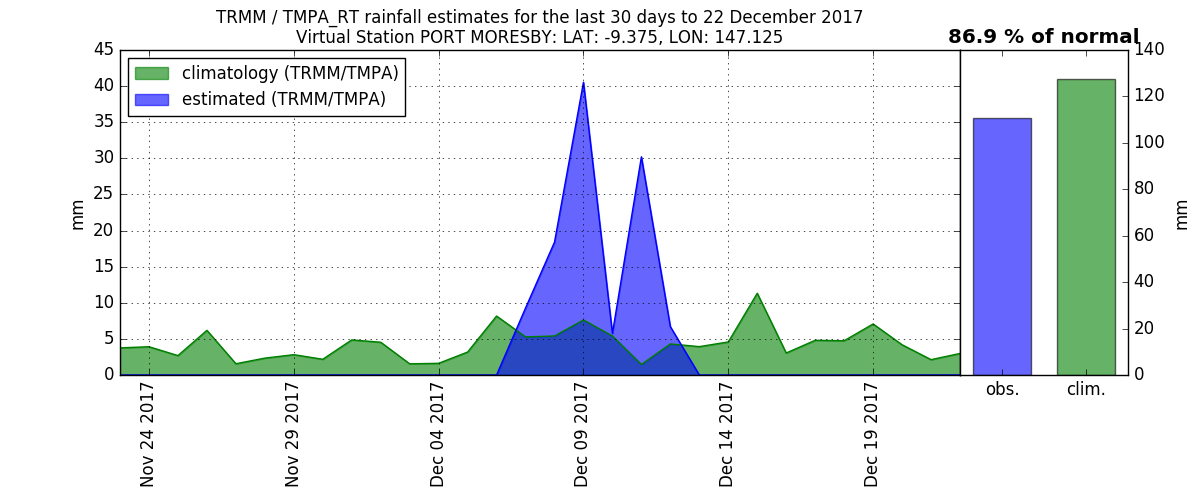 TRMM / TMPA_RT rainfall estimates for the last 30 days to 22 December 2017
Virtual Station PORT MORESBY: LAT: -9.375, LON: 147.125
86.9 % of normal
climatology (TRMM/TMPA)
estimated (TRMM/TMPA)
45
40
35
30
25
20
15
10
5
0
mm
Nov 24 2017
Nov 29 2017
Dec 04 2017
Dec 09 2017
Dec 14 2017
Dec 19 2017
140
120
100
80
60
40
20
0
mm
obs.
clim.